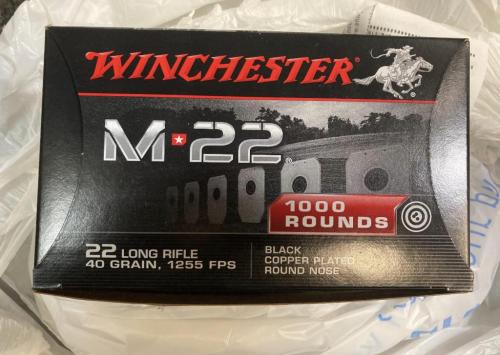 WINCHESTER
M★22
1000
ROUNDS
22 LONG RIFLE
40 GRAIN, 1255 FPS
BLACK
COPPER PLATED
ROUND NOSE